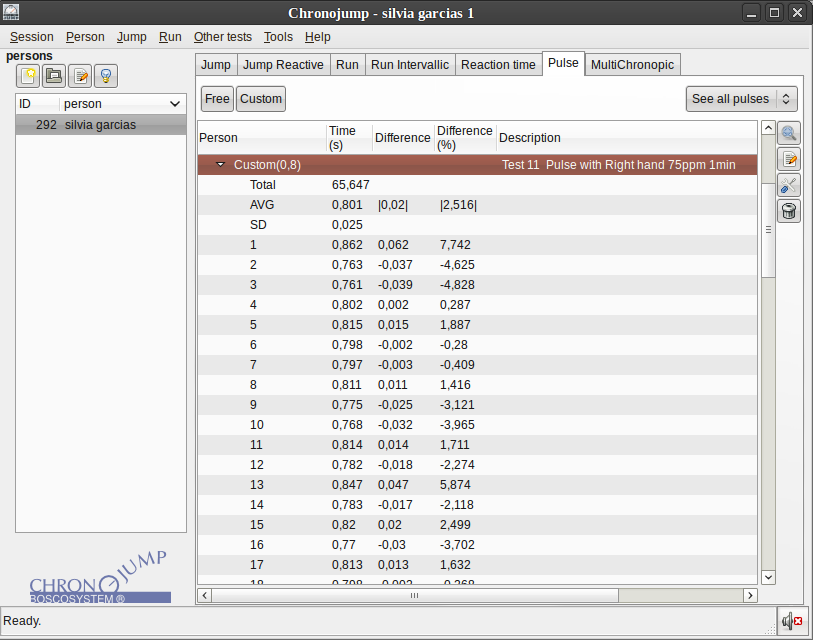 Chronojump - silvia garcias 1
Session Person Jump Run Other tests Tools Help
persons
ID person
292 silvia garcias
Jump Jump Reactive Run Run Intervallic Reaction time Pulse MultiChronopic
Free Custom See all pulses
Person Time (s) Difference Difference (%) Description
Custom(0,8) Test 11 Pulse with Right hand 75ppm 1min
Total 65,647
AVG 0,801 |0,02| |2,516|
SD 0,025
1 0,862 0,062 7,742
2 0,763 -0,037 -4,625
3 0,761 -0,039 -4,828
4 0,802 0,002 0,287
5 0,815 0,015 1,887
6 0,798 -0,002 -0,28
7 0,797 -0,003 -0,409
8 0,811 0,011 1,416
9 0,775 -0,025 -3,121
10 0,768 -0,032 -3,965
11 0,814 0,014 1,711
12 0,782 -0,018 -2,274
13 0,847 0,047 5,874
14 0,783 -0,017 -2,118
15 0,82 0,02 2,499
16 0,77 -0,03 -3,702
17 0,813 0,013 1,632
18 0,798 -0,002 -0,268
CHRONOJUMP
BOSCOSYSTEM ®
Ready.